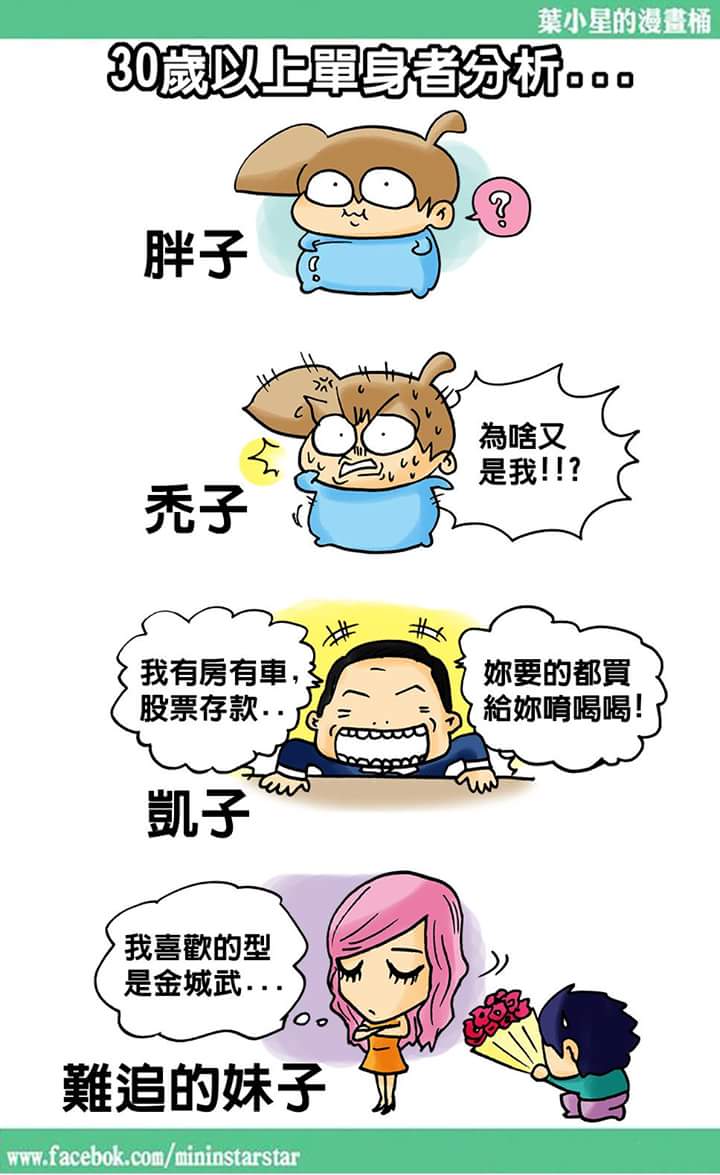 葉小星的漫畫桶
30歲以上單身者分析...
?
胖子
為啥又
是我!!?
禿子
我有房有車,
股票存款..
妳要的都買
給妳唷喝喝!
凱子
我喜歡的型
是金城武...
難追的妹子
www.facebok.com/mininstarstar